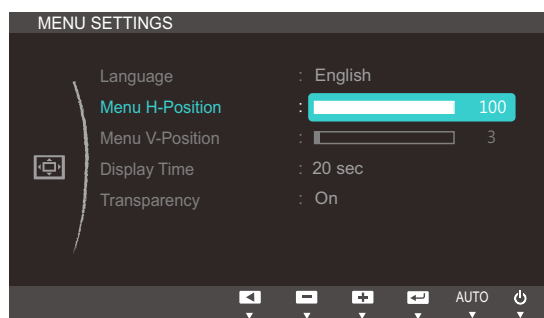 MENU SETTINGS
Language : English
Menu H-Position : 100
Menu V-Position : 3
Display Time : 20 sec
Transparency : On
AUTO